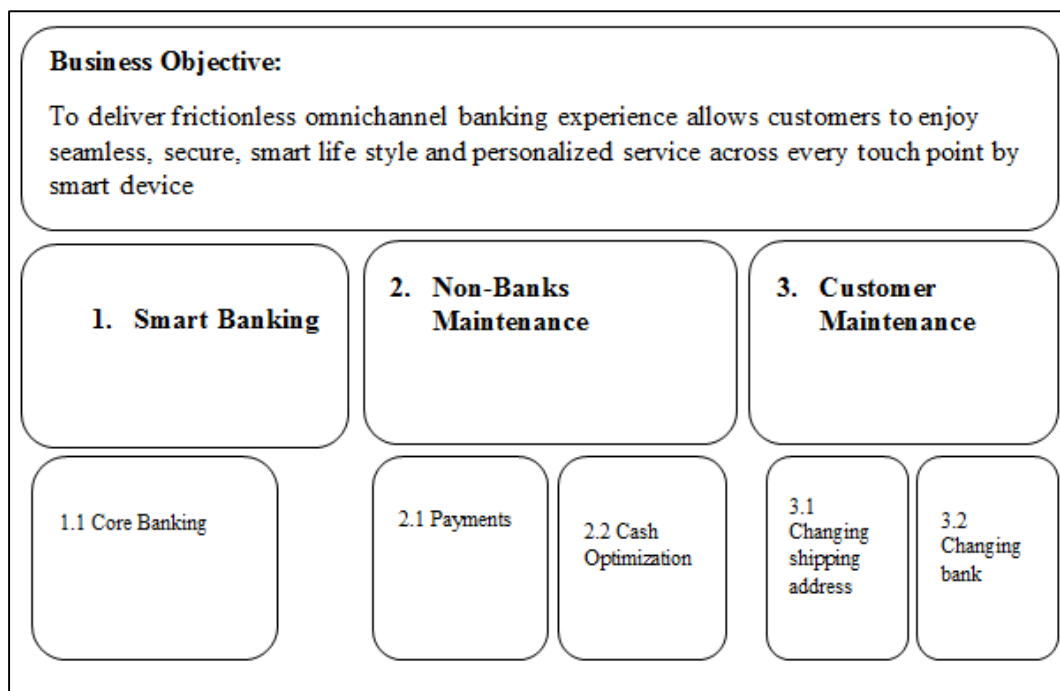 Business Objective:
To deliver frictionless omnichannel banking experience allows customers to enjoy
seamless, secure, smart life style and personalized service across every touch point by
smart device
1. Smart Banking
2. Non-Banks
Maintenance
3. Customer
Maintenance
1.1 Core Banking
2.1 Payments
2.2 Cash
Optimization
3.1
Changing
shipping
address
3.2
Changing
bank